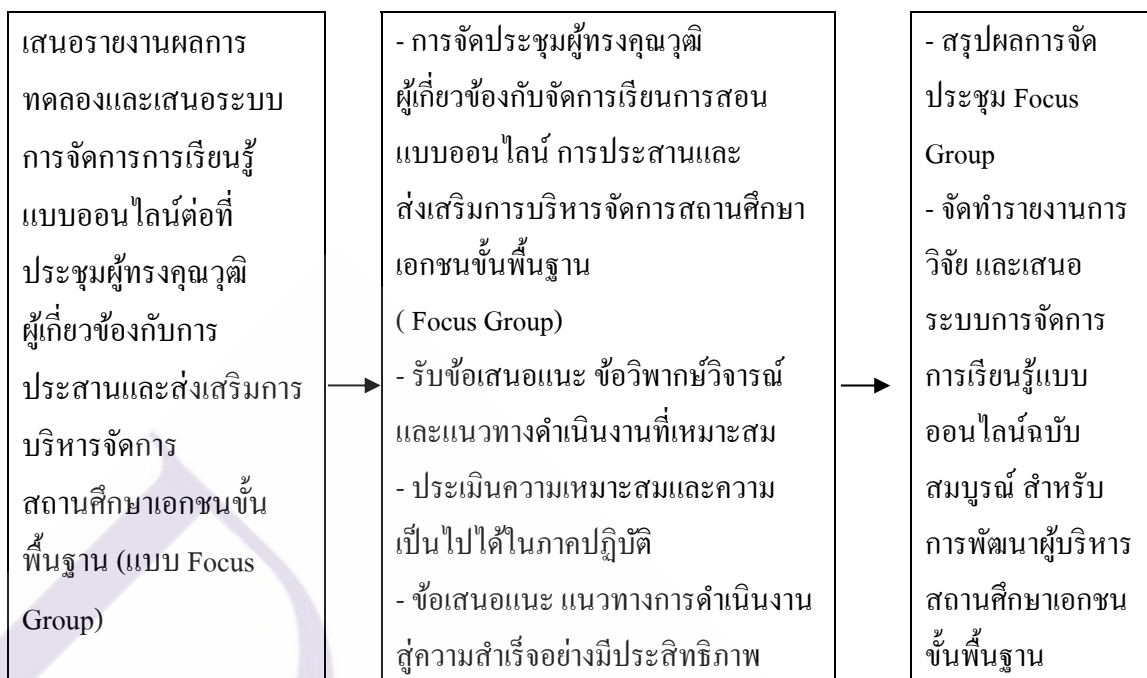 เสนอรายงานผลการ
ทดลองและเสนอระบบ
การจัดการการเรียนรู้
แบบออนไลน์ต่อที่
ประชุมผู้ทรงคุณวุฒิ
ผู้เกี่ยวข้องกับการ
ประสานและส่งเสริมการ
บริหารจัดการ
สถานศึกษาเอกชนขั้น
พื้นฐาน (แบบ Focus
Group)
- การจัดประชุมผู้ทรงคุณวุฒิ
ผู้เกี่ยวข้องกับจัดการเรียนการสอน
แบบออนไลน์ การประสานและ
ส่งเสริมการบริหารจัดการสถานศึกษา
เอกชนขั้นพื้นฐาน
( Focus Group)
- รับข้อเสนอแนะ ข้อวิพากษ์วิจารณ์
และแนวทางดำเนินงานที่เหมาะสม
- ประเมินความเหมาะสมและความ
เป็นไปได้ในภาคปฏิบัติ
- ข้อเสนอแนะ แนวทางการดำเนินงาน
สู่ความสำเร็จอย่างมีประสิทธิภาพ
- สรุปผลการจัด
ประชุม Focus
Group
- จัดทำรายงานการ
วิจัย และเสนอ
ระบบการจัดการ
การเรียนรู้แบบ
ออนไลน์ฉบับ
สมบูรณ์ สำหรับ
การพัฒนาผู้บริหาร
สถานศึกษาเอกชน
ขั้นพื้นฐาน